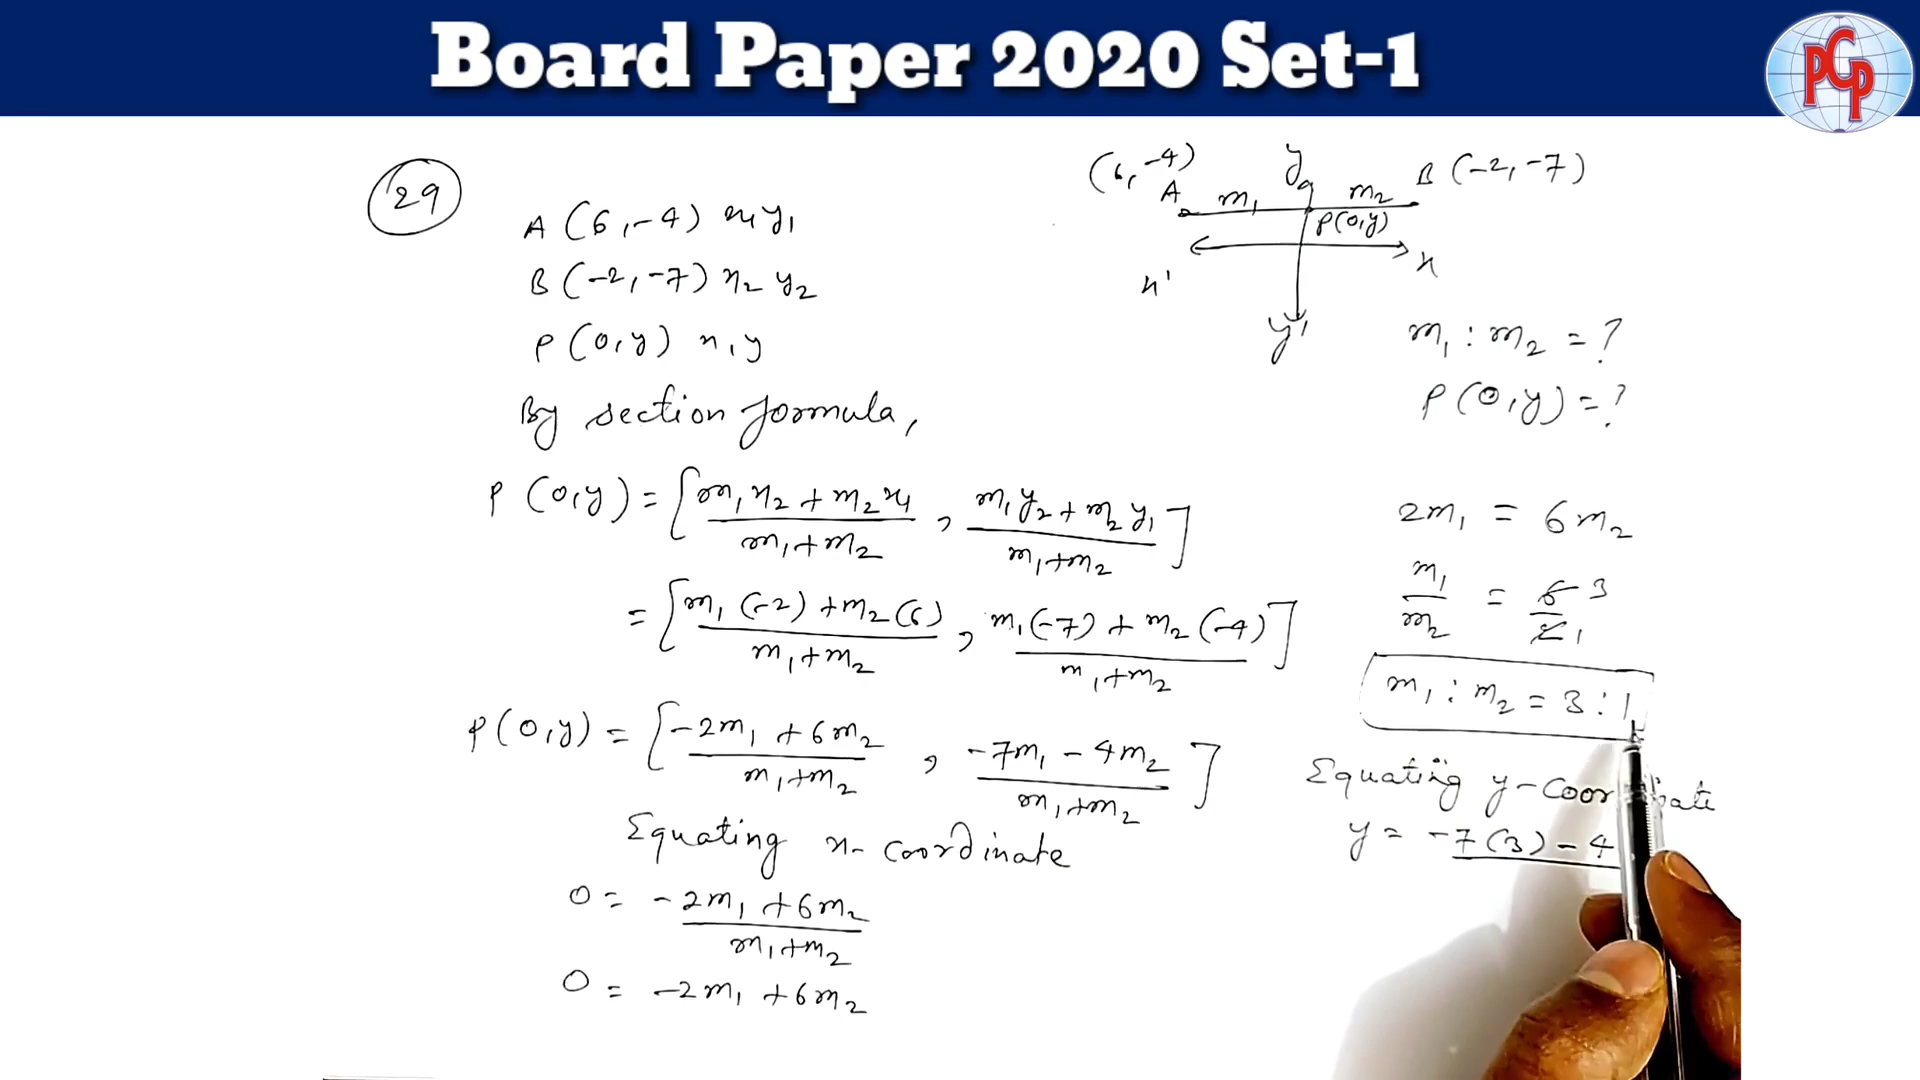 Board Paper 2020 Set-1
PCP
29
A (6, -4) x₁ y₁
B (-2, -7) x₂ y₂
P (0, y) x, y
By section formula,
P (0, y) = [m₁x₂ + m₂x₁ / m₁+m₂ , m₁y₂ + m₂y₁ / m₁+m₂]
= [m₁(-2) + m₂(6) / m₁+m₂ , m₁(-7) + m₂(-4) / m₁+m₂]
P(0, y) = [-2m₁ + 6m₂ / m₁+m₂ , -7m₁ - 4m₂ / m₁+m₂]
Equating x-coordinate
0 = -2m₁ + 6m₂ / m₁+m₂
0 = -2m₁ + 6m₂
(6, -4) y B (-2, -7)
A m₁ m₂
P(0,y)
x' x
y'
m₁ : m₂ = ?
P(0, y) = ?
2m₁ = 6m₂
m₁ / m₂ = 6 3 / 2 1
m₁ : m₂ = 3 : 1
Equating y-Coor ate
y = -7(3) - 4